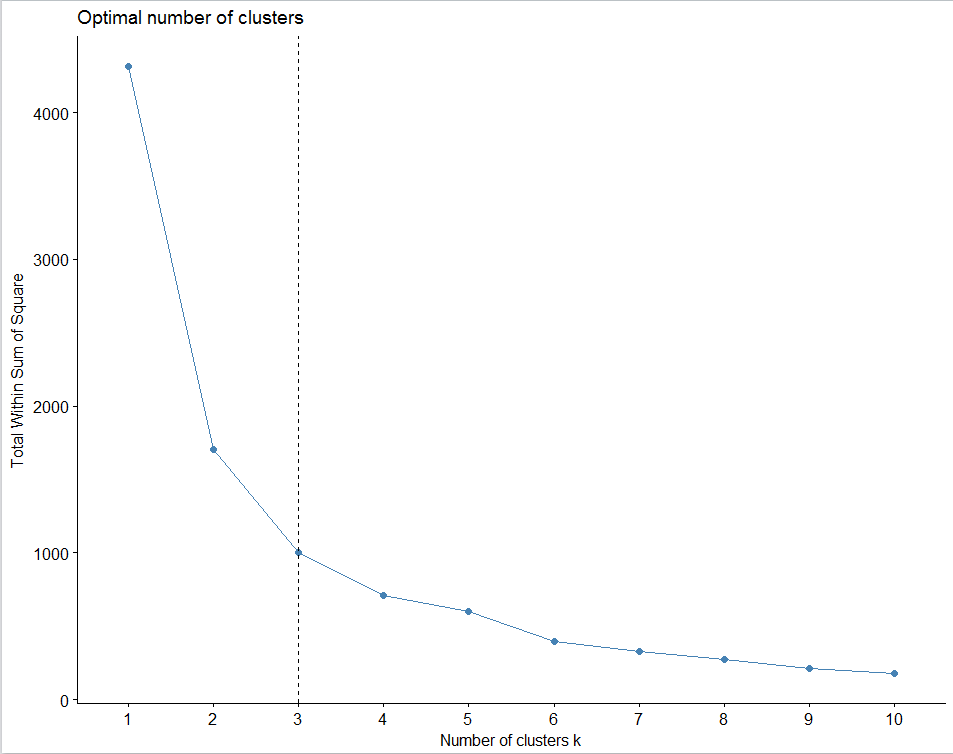 Optimal number of clusters
Total Within Sum of Square
4000
3000
2000
1000
0
1 2 3 4 5 6 7 8 9 10
Number of clusters k